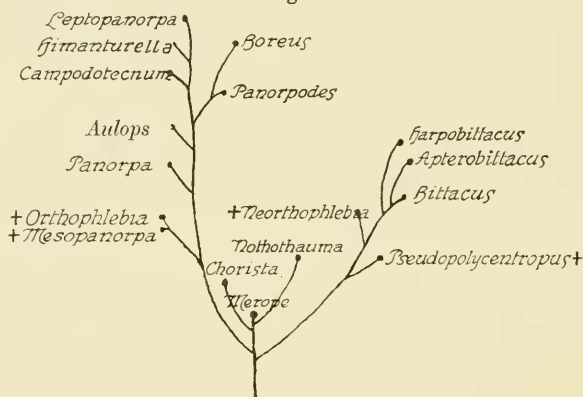 Leptopanorpa
Himanturella
Boreus
Campodotecnum
Panorpodes
Aulops
Harpobittacus
Panorpa
Apterobittacus
Bittacus
+Orthophlebia
+Neorthophlebia
+Mesopanorpa
Nothothauma
Chorista
Pseudopolycentropus+
Merope